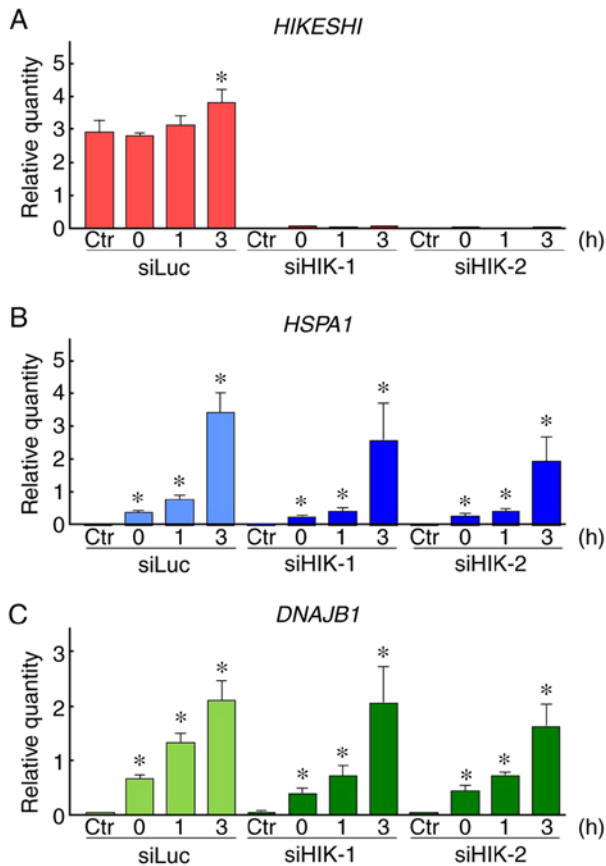 A
HIKESHI
Relative quantity
5
4
3
2
1
0
*
Ctr 0 1 3 Ctr 0 1 3 Ctr 0 1 3 (h)
siLuc siHIK-1 siHIK-2
B
HSPA1
Relative quantity
5
4
3
2
1
0
* * * * * * * * *
Ctr 0 1 3 Ctr 0 1 3 Ctr 0 1 3 (h)
siLuc siHIK-1 siHIK-2
C
DNAJB1
Relative quantity
3
2
1
0
* * * * * * * * *
Ctr 0 1 3 Ctr 0 1 3 Ctr 0 1 3 (h)
siLuc siHIK-1 siHIK-2